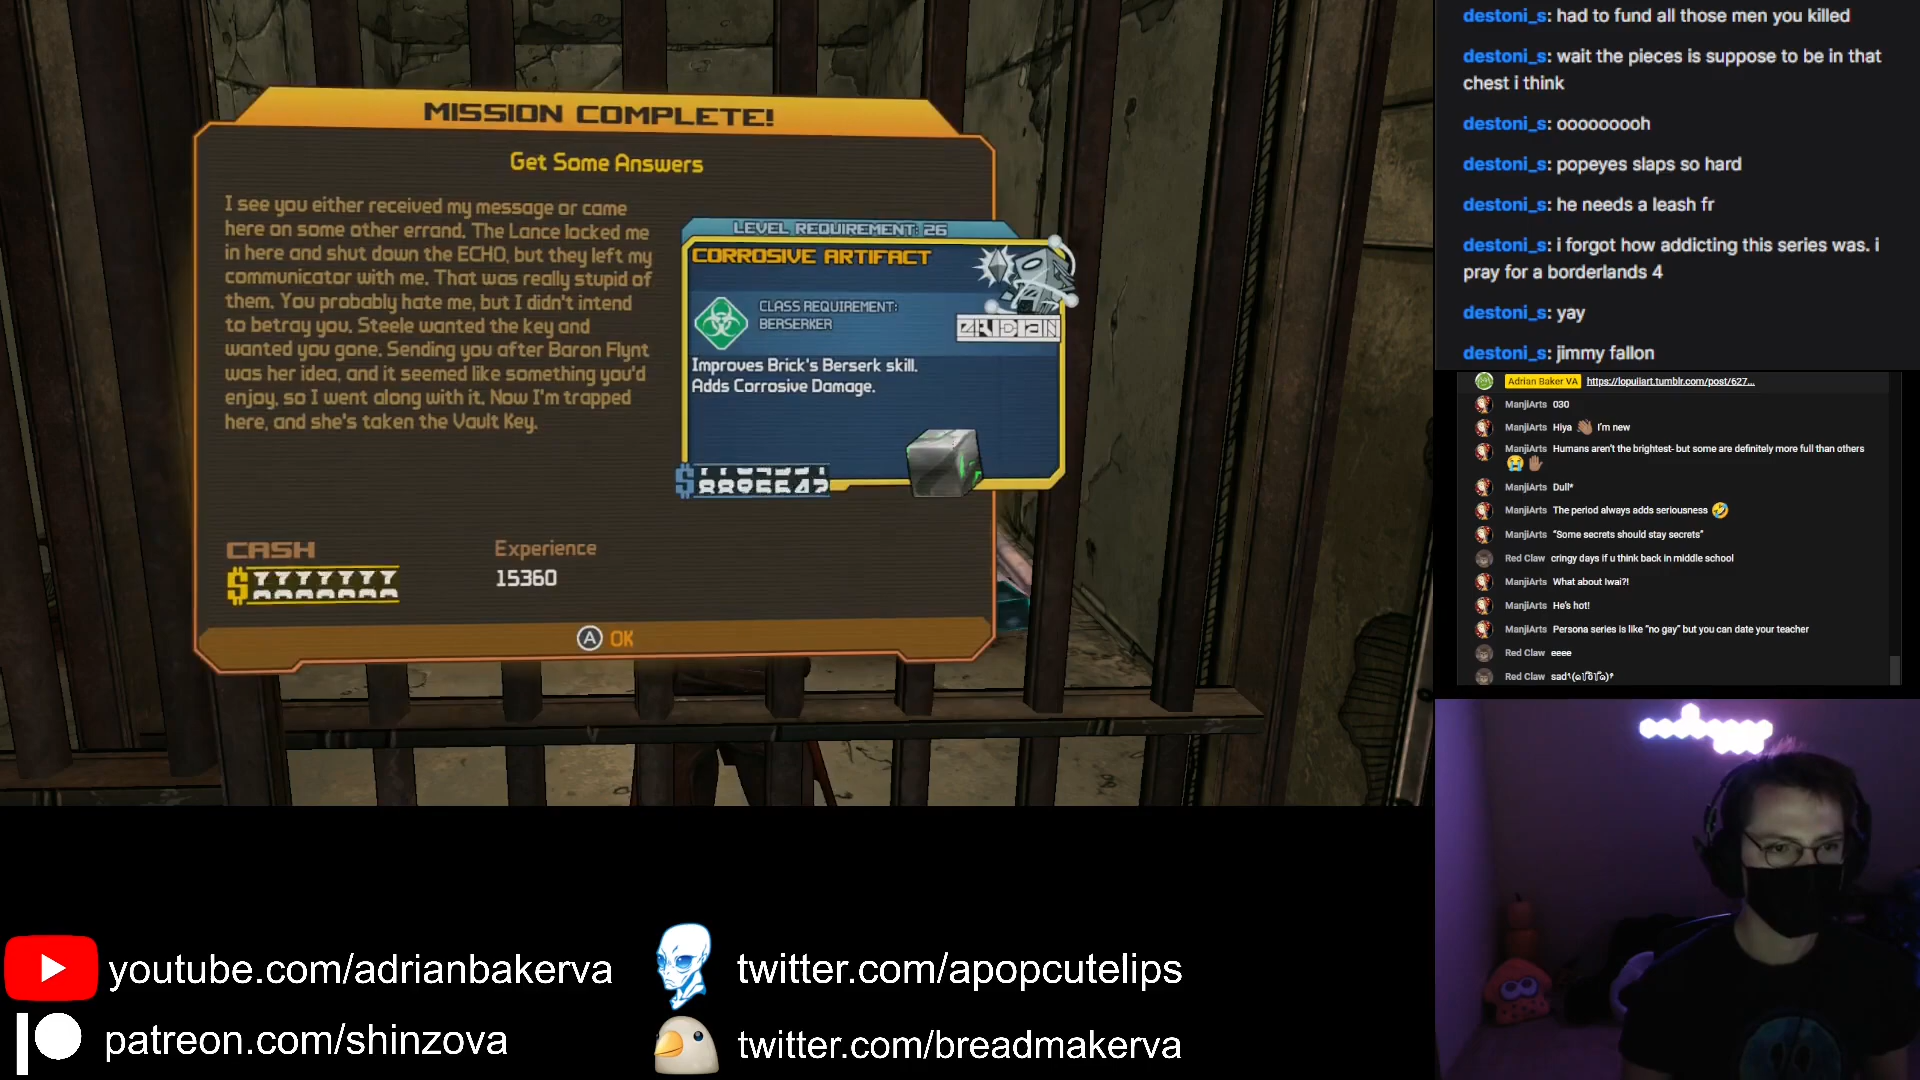 MISSION COMPLETE!
Get Some Answers
I see you either received my message or came
here on some other errand. The Lance locked me
in here and shut down the ECHO, but they left my
communicator with me. That was really stupid of
them. You probably hate me, but I didn't intend
to betray you. Steele wanted the key and
wanted you gone. Sending you after Baron Flynt
was her idea, and it seemed like something you'd
enjoy, so I went along with it. Now I'm trapped
here, and she's taken the Vault Key.
LEVEL REQUIREMENT: 26
CORROSIVE ARTIFACT
CLASS REQUIREMENT:
BERSERKER
ERIDIAN
Improves Brick's Berserk skill.
Adds Corrosive Damage.
$
CASH
$
Experience
15360
A OK
destoni_s: had to fund all those men you killed
destoni_s: wait the pieces is suppose to be in that
chest i think
destoni_s: ooooooooh
destoni_s: popeyes slaps so hard
destoni_s: he needs a leash fr
destoni_s: i forgot how addicting this series was. i
pray for a borderlands 4
destoni_s: yay
destoni_s: jimmy fallon
Adrian Baker VA https://lopuliart.tumblr.com/post/627...
ManjiArts 030
ManjiArts Hiya 👋🏾 I'm new
ManjiArts Humans aren't the brightest- but some are definitely more full than others
😭✋🏾
ManjiArts Dull*
ManjiArts The period always adds seriousness 🤣
ManjiArts "Some secrets should stay secrets"
Red Claw cringy days if u think back in middle school
ManjiArts What about Iwai?!
ManjiArts He's hot!
ManjiArts Persona series is like "no gay" but you can date your teacher
Red Claw eeee
Red Claw
youtube.com/adrianbakerva
twitter.com/apopcutelips
patreon.com/shinzova
twitter.com/breadmakerva